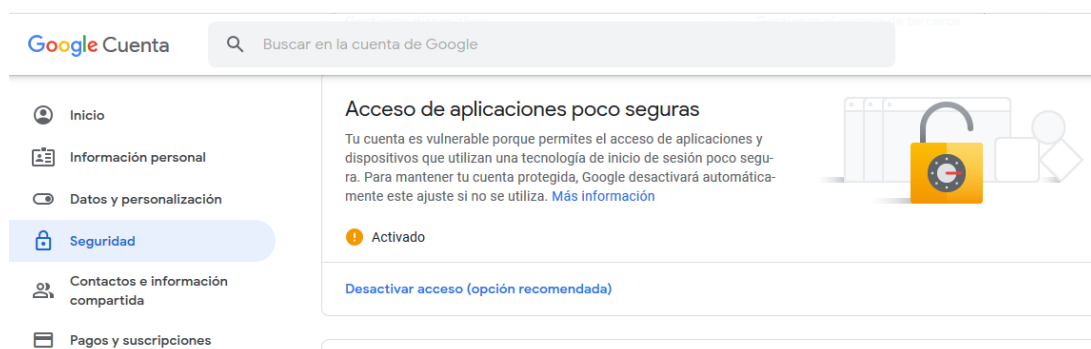 Google Cuenta
Buscar en la cuenta de Google
Inicio
Información personal
Datos y personalización
Seguridad
Contactos e información
compartida
Pagos y suscripciones
Acceso de aplicaciones poco seguras
Tu cuenta es vulnerable porque permites el acceso de aplicaciones y
dispositivos que utilizan una tecnología de inicio de sesión poco segu-
ra. Para mantener tu cuenta protegida, Google desactivará automática-
mente este ajuste si no se utiliza. Más información
Activado
Desactivar acceso (opción recomendada)